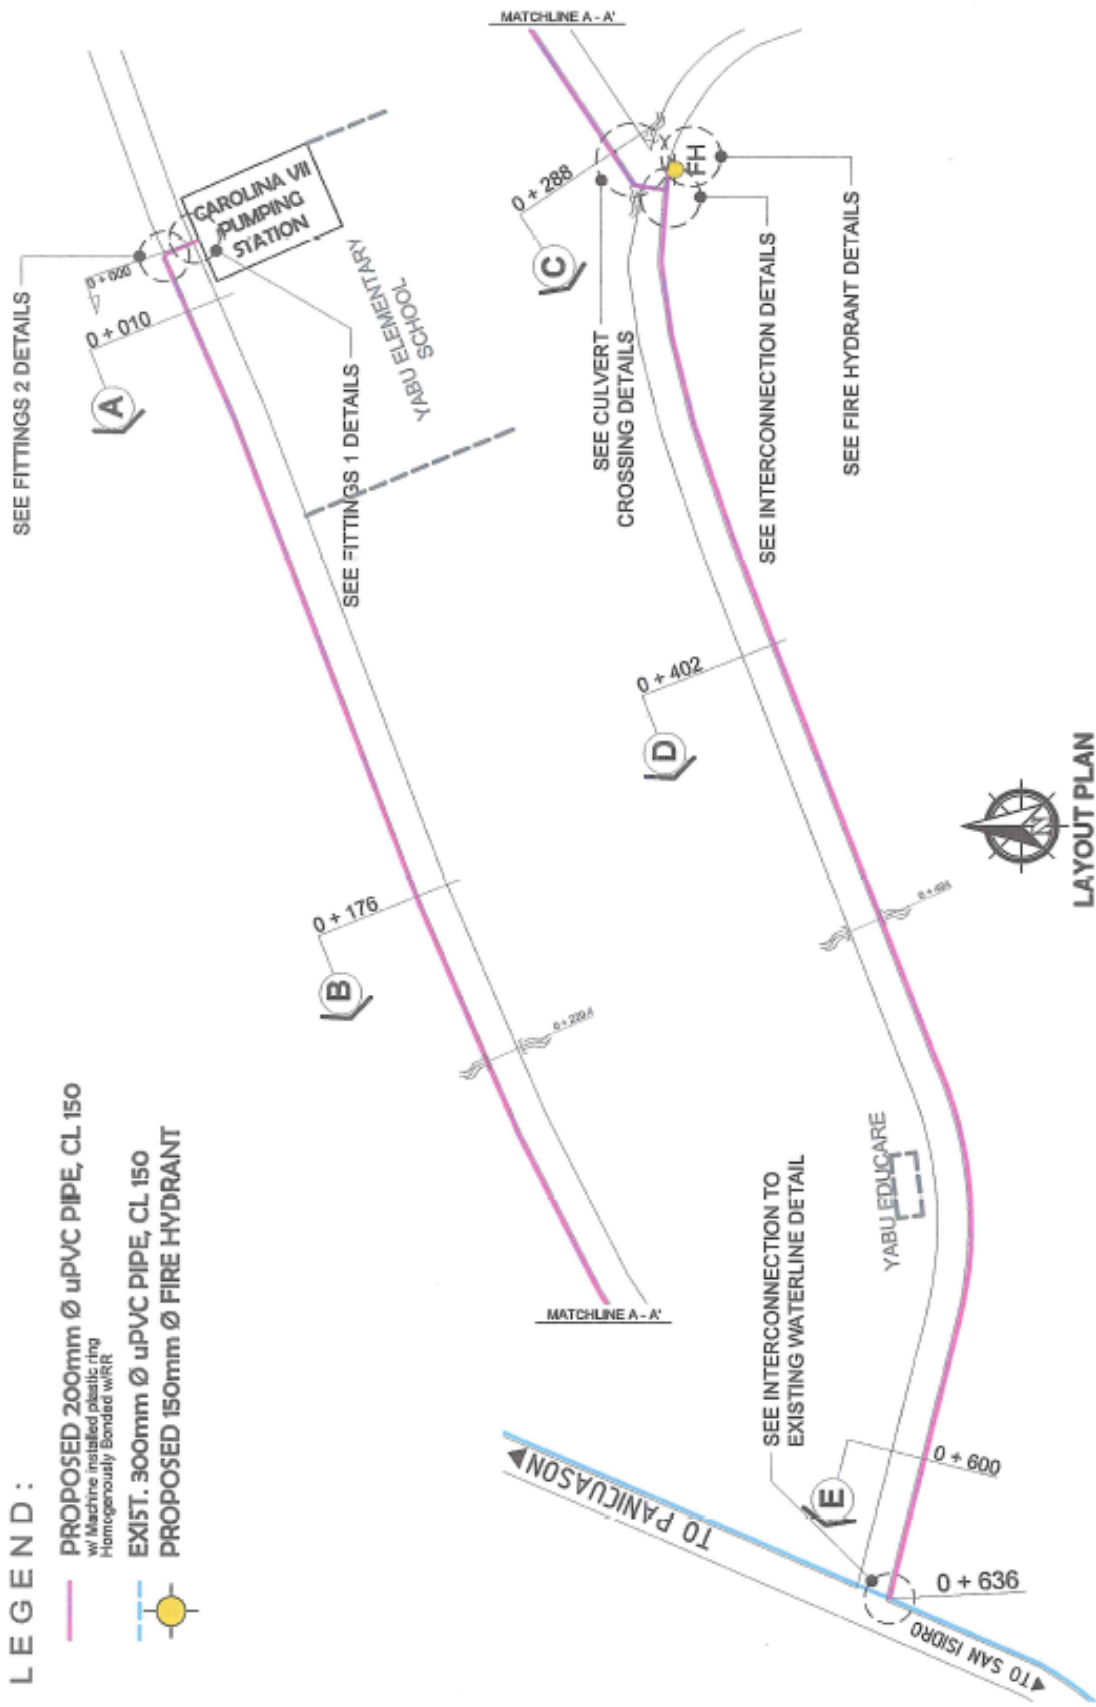 LEGEND:
PROPOSED 200mm Ø uPVC PIPE, CL 150
w/ Machine installed plastic ring
Homogenously Bonded w/RR
EXIST. 300mm Ø uPVC PIPE, CL 150
PROPOSED 150mm Ø FIRE HYDRANT
SEE FITTINGS 2 DETAILS
0 + 000
0 + 010
A
CAROLINA VII
PUMPING
STATION
YABU ELEMENTARY
SCHOOL
SEE FITTINGS 1 DETAILS
0 + 176
B
MATCHLINE A - A'
MATCHLINE A - A'
0 + 288
C
SEE CULVERT
CROSSING DETAILS
FH
SEE INTERCONNECTION DETAILS
SEE FIRE HYDRANT DETAILS
0 + 402
D
YABU EDUCARE
SEE INTERCONNECTION TO
EXISTING WATERLINE DETAIL
0 + 600
E
0 + 636
TO PANICUASON
TO SAN ISIDRO
N
LAYOUT PLAN